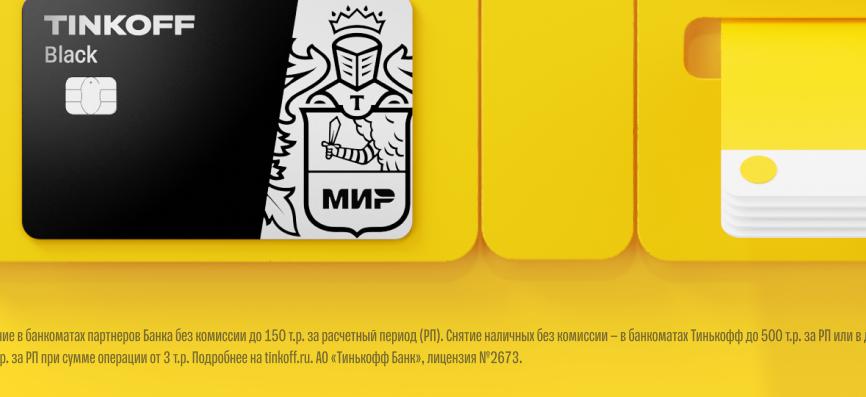 TINKOFF
Black
T
МИР
ние в банкоматах партнеров Банка без комиссии до 150 т.р. за расчетный период (РП). Снятие наличных без комиссии – в банкоматах Тинькофф до 500 т.р. за РП или в
р. за РП при сумме операции от 3 т.р. Подробнее на tinkoff.ru. АО «Тинькофф Банк», лицензия №2673.